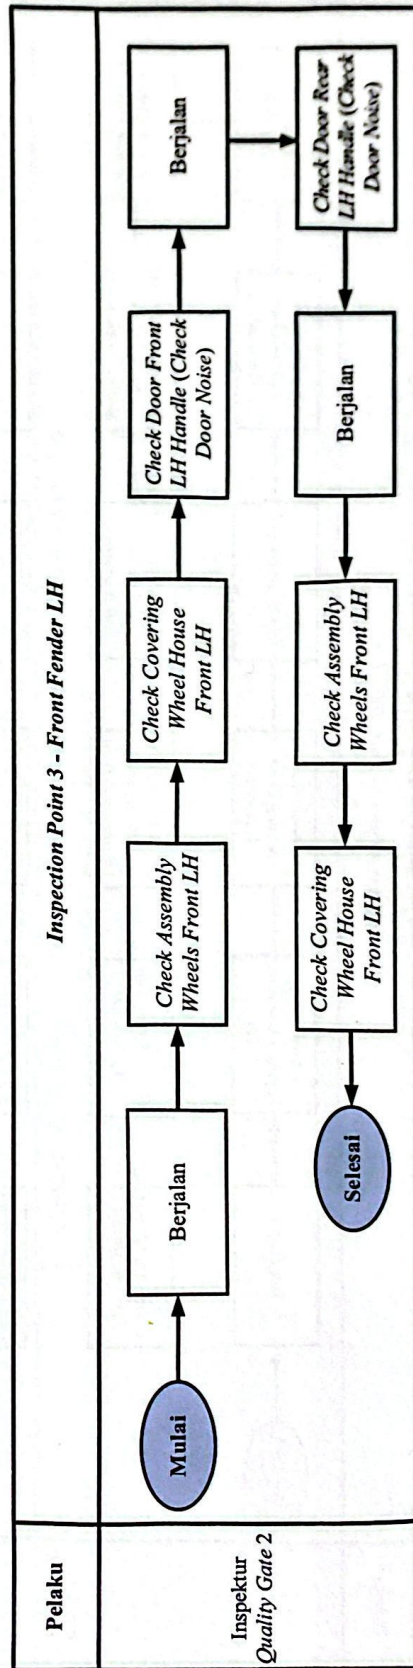 Pelaku
Inspection Point 3 - Front Fender LH
Inspektur
Quality Gate 2
Mulai
Berjalan
Check Assembly
Wheels Front LH
Check Covering
Wheel House
Front LH
Check Door Front
LH Handle (Check
Door Noise)
Berjalan
Check Door Rear
LH Handle (Check
Door Noise)
Berjalan
Check Assembly
Wheels Front LH
Check Covering
Wheel House
Front LH
Selesai